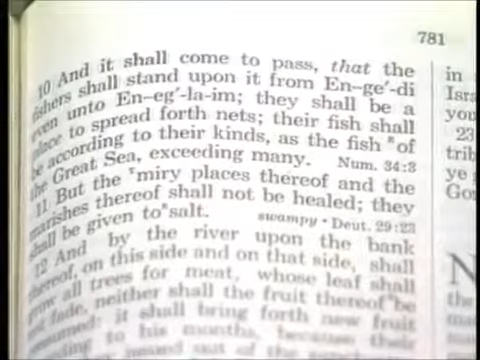 781
10 And it shall come to pass, that the
fishers shall stand upon it from En-ge'-di
even unto En-eg'-la-im; they shall be a
place to spread forth nets; their fish shall
be according to their kinds, as the fish *of
the Great Sea, exceeding many. Num. 34:3
11 But the *miry places thereof and the
marishes thereof shall not be healed; they
shall be given to *salt. swampy • Deut. 29:23
12 And by the river upon the bank
thereof, on this side and on that side, shall
grow all trees for meat, whose leaf shall
fade, neither shall the fruit thereof *be
it shall bring forth new fruit
to his months, because their
issued out of the
in
Isra
you
23
trib
ye
Go
N
the